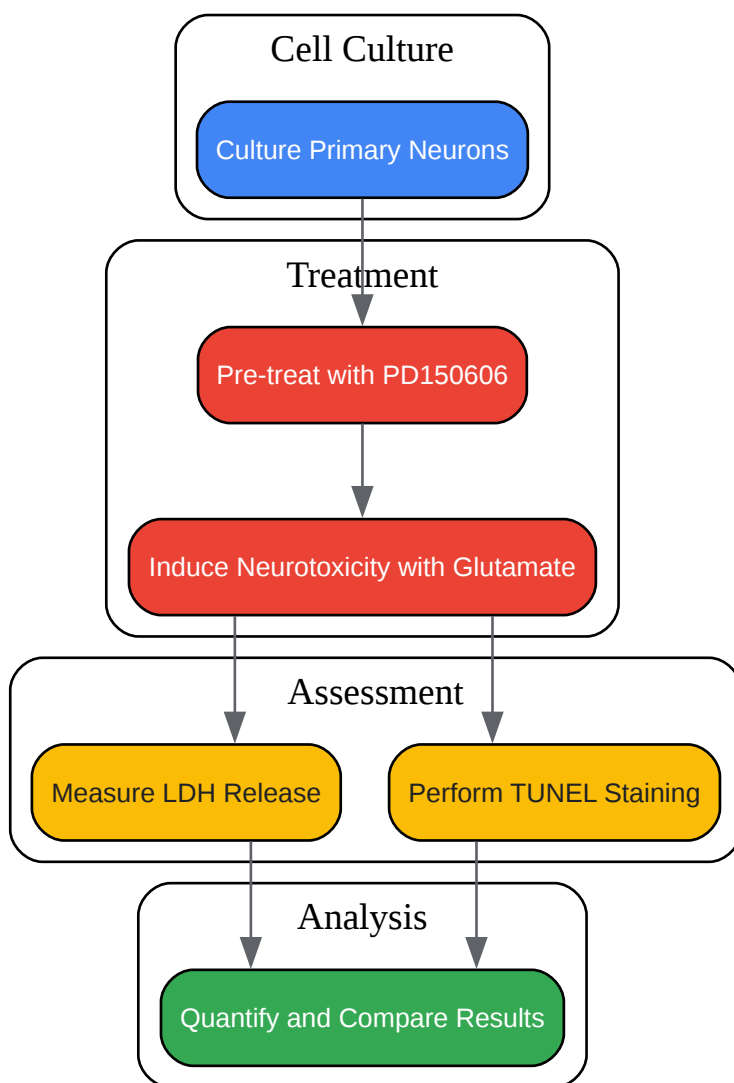 Cell Culture
Culture Primary Neurons
Treatment
Pre-treat with PD150606
Induce Neurotoxicity with Glutamate
Assessment
Measure LDH Release
Perform TUNEL Staining
Analysis
Quantify and Compare Results